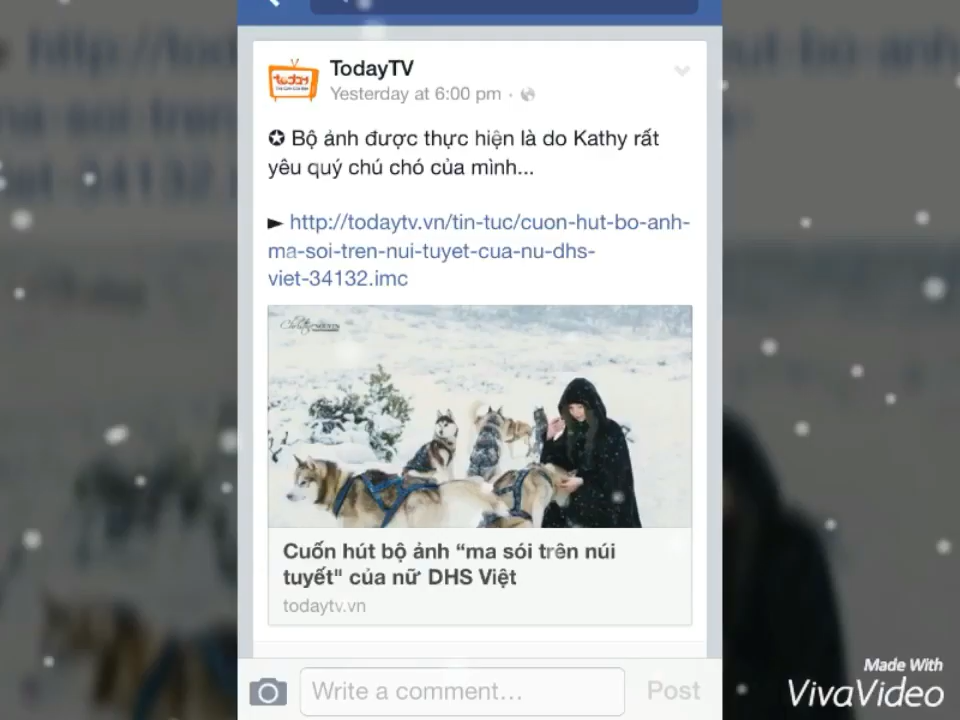 TodayTV
Yesterday at 6:00 pm ·
✪ Bộ ảnh được thực hiện là do Kathy rất
yêu quý chú chó của mình...
► http://todaytv.vn/tin-tuc/cuon-hut-bo-anh-
ma-soi-tren-nui-tuyet-cua-nu-dhs-
viet-34132.imc
Cuốn hút bộ ảnh “ma sói trên núi
tuyết" của nữ DHS Việt
todaytv.vn
Write a comment...
Post
Made With
VivaVideo